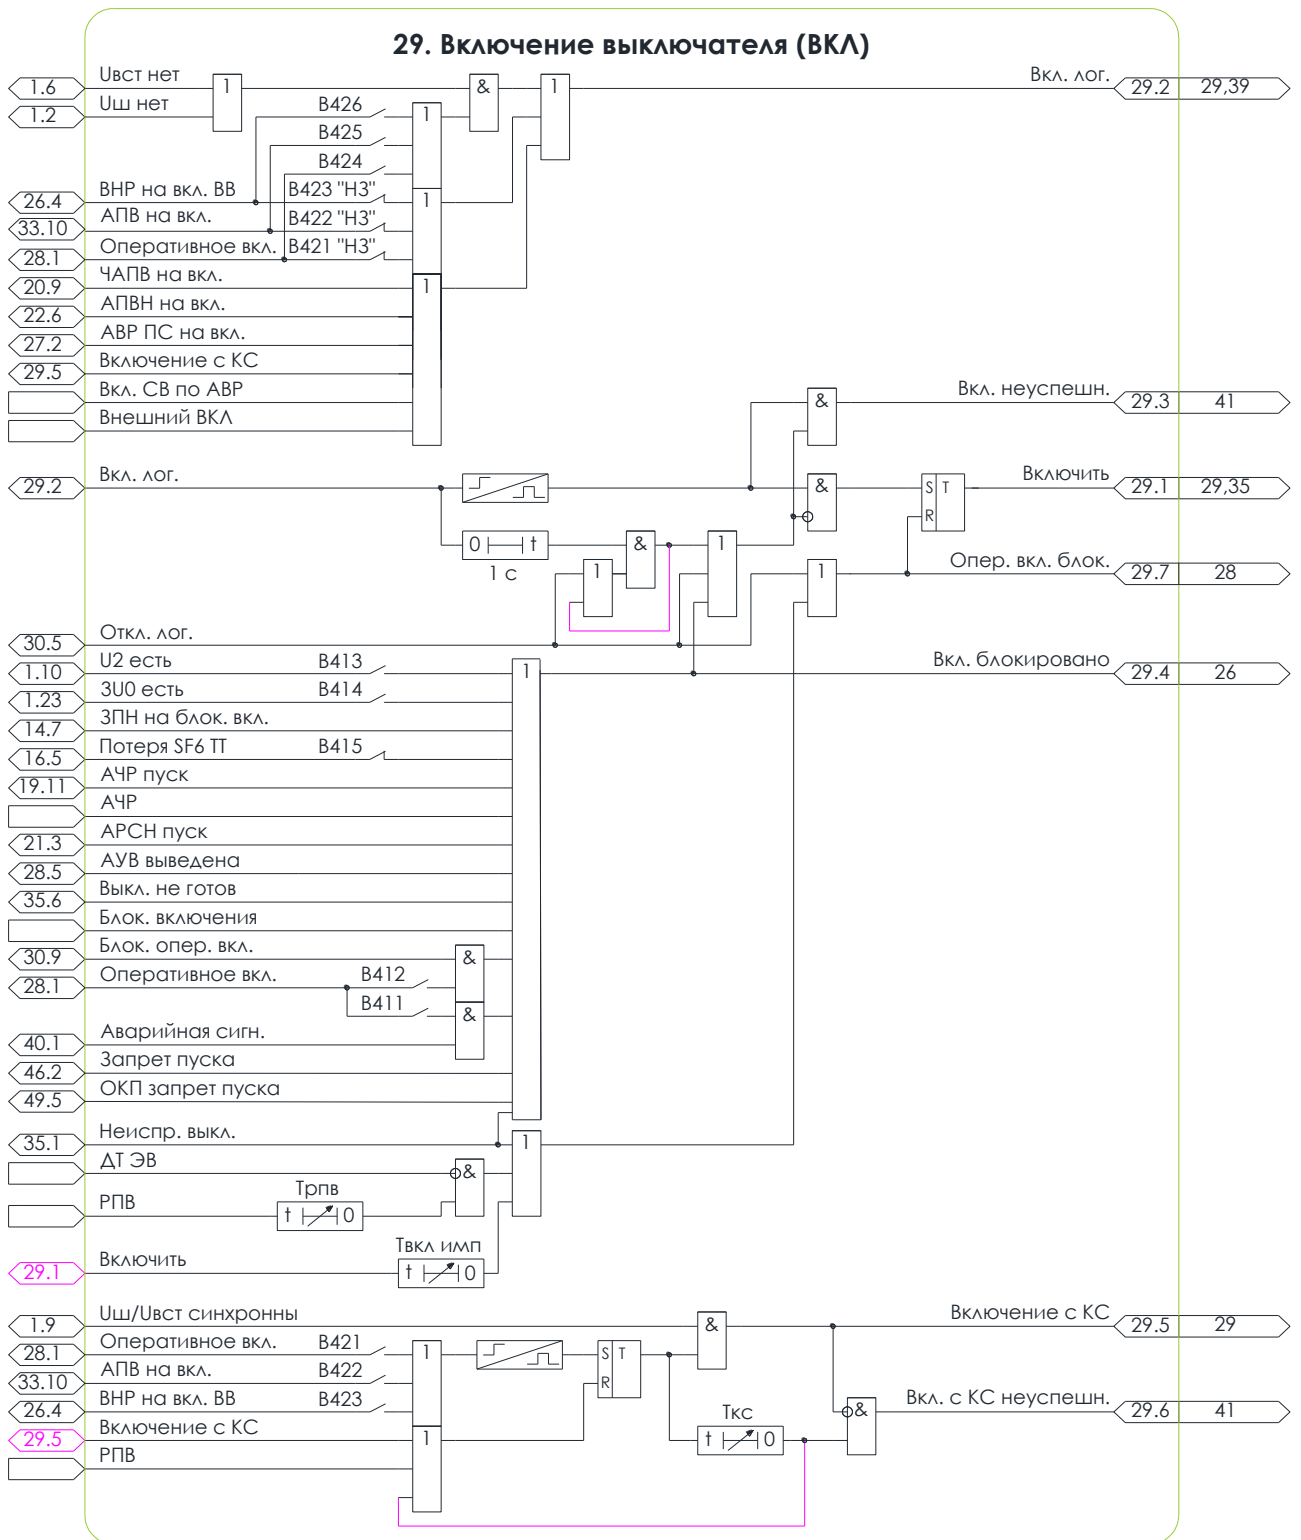 29. Включение выключателя (ВКЛ)
1.6 Uвст нет 1 & 1 Вкл. лог. 29.2 29,39
1.2 Uш нет B426 1
B425
B424
26.4 ВНР на вкл. ВВ B423 "НЗ" 1
33.10 АПВ на вкл. B422 "НЗ"
28.1 Оперативное вкл. B421 "НЗ"
20.9 ЧАПВ на вкл. 1
22.6 АПВН на вкл.
27.2 АВР ПС на вкл.
29.5 Включение с КС
Вкл. СВ по АВР & Вкл. неуспешн. 29.3 41
Внешний ВКЛ
29.2 Вкл. лог. & S T Включить 29.1 29,35
R
0 t & 1
1 с 1 1 Опер. вкл. блок. 29.7 28
30.5 Откл. лог.
1.10 U2 есть B413 1 Вкл. блокировано 29.4 26
1.23 3U0 есть B414
14.7 ЗПН на блок. вкл.
16.5 Потеря SF6 ТТ B415
19.11 АЧР пуск
АЧР
21.3 АРСН пуск
28.5 АУВ выведена
35.6 Выкл. не готов
Блок. включения
30.9 Блок. опер. вкл. &
28.1 Оперативное вкл. B412
B411 &
40.1 Аварийная сигн.
46.2 Запрет пуска
49.5 ОКП запрет пуска
35.1 Неиспр. выкл. 1
ДТ ЭВ &
РПВ Трпв
t 0
29.1 Включить Твкл имп
t 0
1.9 Uш/Uвст синхронны & Включение с КС 29.5 29
28.1 Оперативное вкл. B421 1 S T
33.10 АПВ на вкл. B422 R
26.4 ВНР на вкл. ВВ B423 & Вкл. с КС неуспешн. 29.6 41
29.5 Включение с КС 1 Ткс
t 0
РПВ